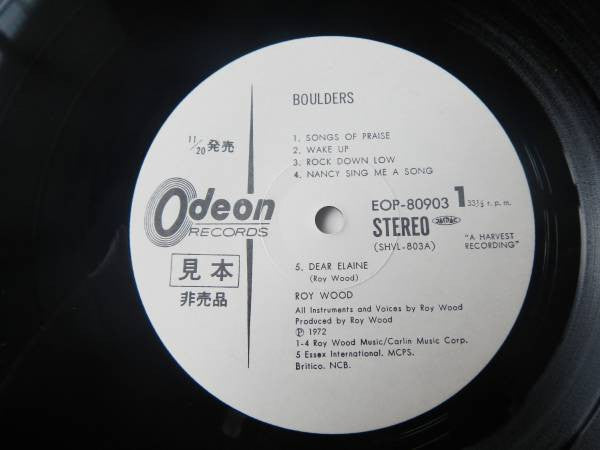 BOULDERS
11/20 発売
1. SONGS OF PRAISE
2. WAKE UP
3. ROCK DOWN LOW
4. NANCY SING ME A SONG
Odeon
RECORDS
EOP-80903 1 33⅓ r. p. m.
STEREO
(SHVL-803A)
"A HARVEST
RECORDING"
見本
非売品
5. DEAR ELAINE
(Roy Wood)
ROY WOOD
All Instruments and Voices by Roy Wood
Produced by Roy Wood
Ⓟ 1972
1-4 Roy Wood Music/Carlin Music Corp.
5 Essex International. MCPS.
Britico. NCB.